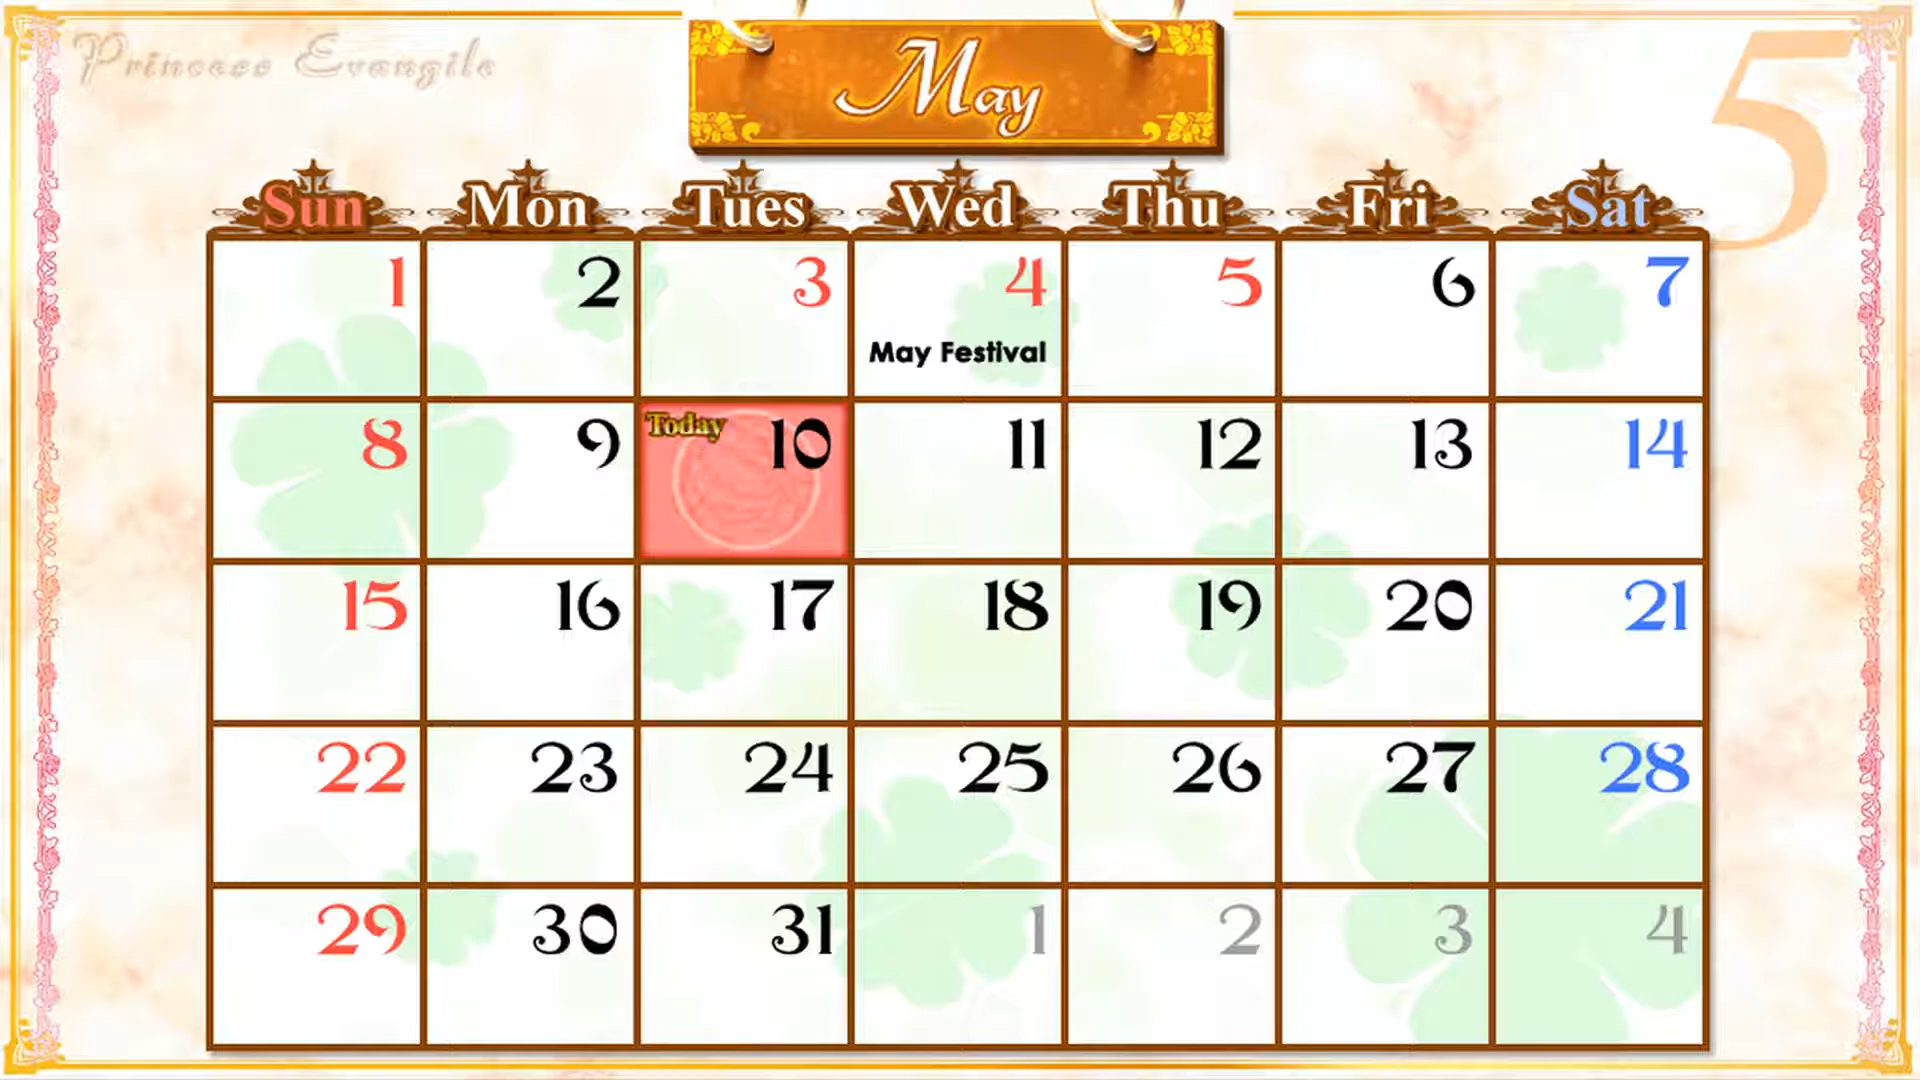 Princess Evangile
May
5
Sun Mon Tues Wed Thu Fri Sat
1 2 3 4 5 6 7
May Festival
8 9 Today 10 11 12 13 14
15 16 17 18 19 20 21
22 23 24 25 26 27 28
29 30 31 1 2 3 4